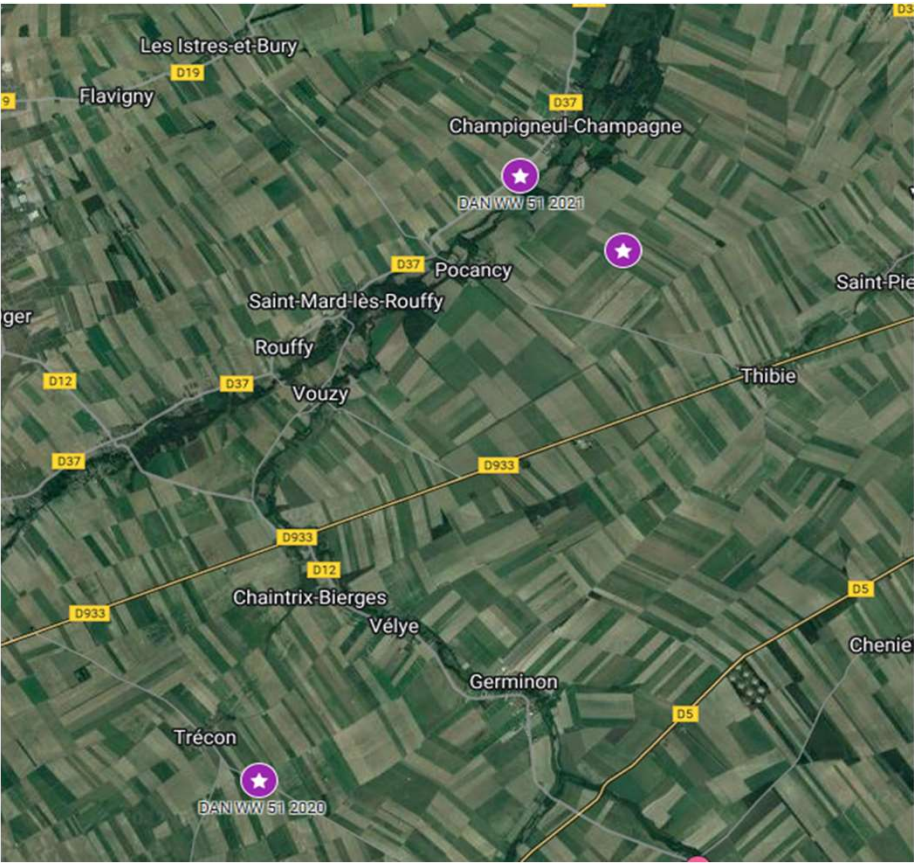 D3
Les Istres-et-Bury
D19
Flavigny
9
D37
Champigneul-Champagne
DAN WW 51 2021
D37
Pocancy
Saint-Pie
Saint-Mard-lès-Rouffy
ger
Rouffy
D12
D37
Vouzy
Thibie
D37
D933
D933
D12
Chaintrix-Bierges
D933
D5
Vélye
Chenie
Germinon
D5
Trécon
DAN WW 51 2020